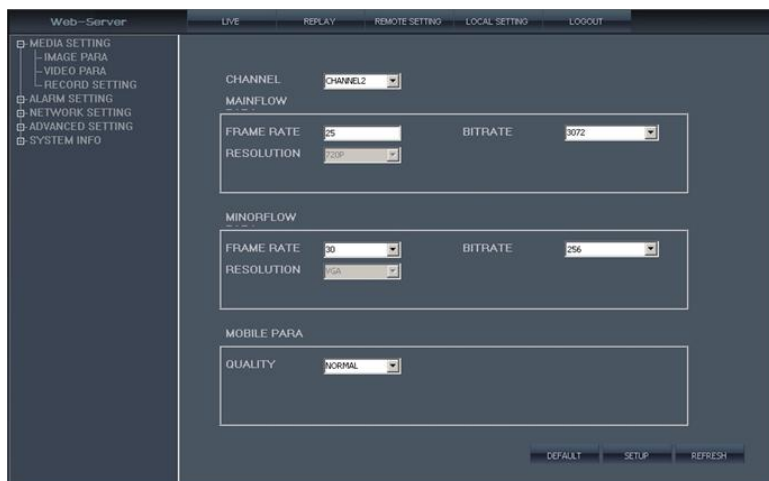 Web-Server
LIVE REPLAY REMOTE SETTING LOCAL SETTING LOGOUT
MEDIA SETTING
IMAGE PARA
VIDEO PARA
RECORD SETTING
ALARM SETTING
NETWORK SETTING
ADVANCED SETTING
SYSTEM INFO
CHANNEL CHANNEL2
MAINFLOW
FRAME RATE 25 BITRATE 3072
RESOLUTION 720P
MINORFLOW
FRAME RATE 30 BITRATE 256
RESOLUTION VGA
MOBILE PARA
QUALITY NORMAL
DEFAULT SETUP REFRESH